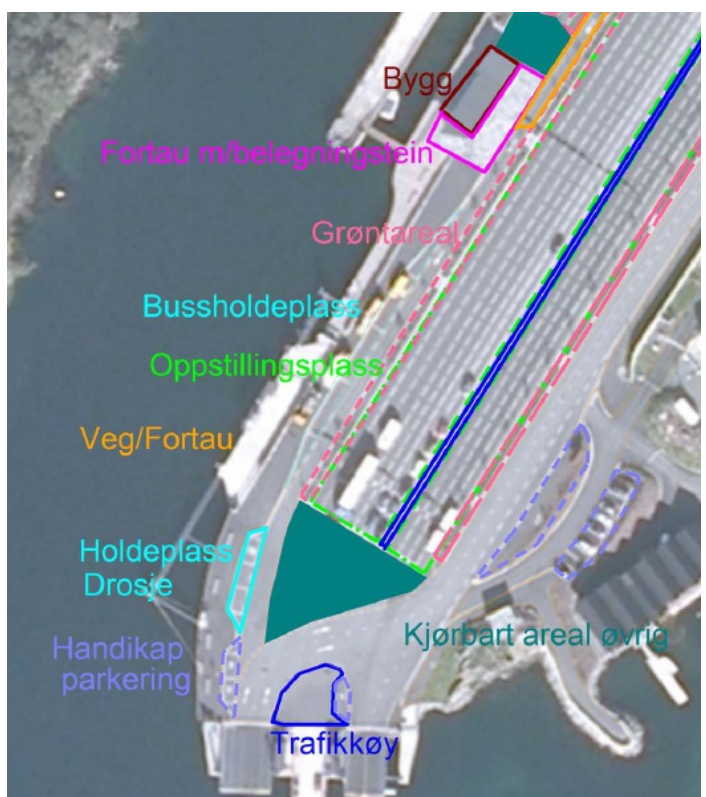 Bygg
Fortau m/belegningstein
Grøntareal
Bussholdeplass
Oppstillingsplass
Veg/Fortau
Holdeplass
Drosje
Handikap
parkering
Kjørbart areal øvrig
Trafikkøy